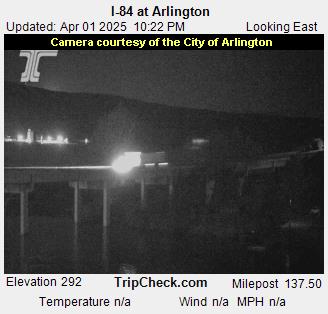 I-84 at Arlington
Updated: Apr 01 2025 10:22 PM Looking East
Camera courtesy of the City of Arlington
Elevation 292 TripCheck.com Milepost 137.50
Temperature n/a Wind n/a MPH n/a